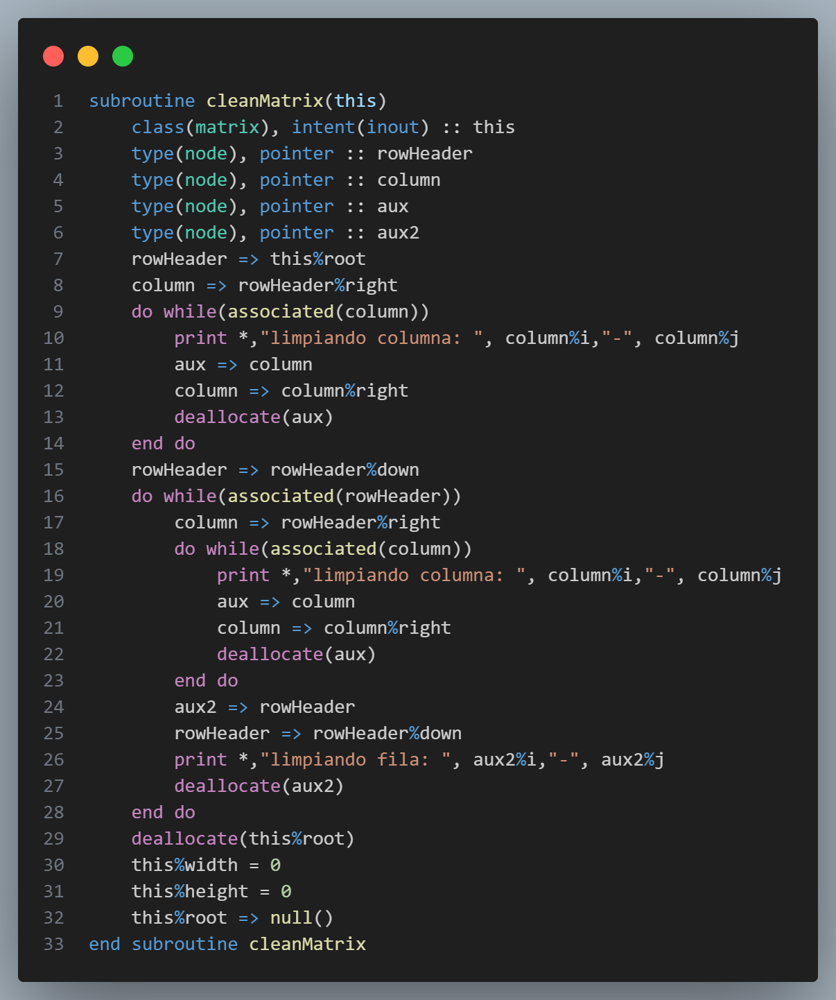 1 subroutine cleanMatrix(this)
2     class(matrix), intent(inout) :: this
3     type(node), pointer :: rowHeader
4     type(node), pointer :: column
5     type(node), pointer :: aux
6     type(node), pointer :: aux2
7     rowHeader => this%root
8     column => rowHeader%right
9     do while(associated(column))
10         print *,"limpiando columna: ", column%i,"-", column%j
11         aux => column
12         column => column%right
13         deallocate(aux)
14     end do
15     rowHeader => rowHeader%down
16     do while(associated(rowHeader))
17         column => rowHeader%right
18         do while(associated(column))
19             print *,"limpiando columna: ", column%i,"-", column%j
20             aux => column
21             column => column%right
22             deallocate(aux)
23         end do
24         aux2 => rowHeader
25         rowHeader => rowHeader%down
26         print *,"limpiando fila: ", aux2%i,"-", aux2%j
27         deallocate(aux2)
28     end do
29     deallocate(this%root)
30     this%width = 0
31     this%height = 0
32     this%root => null()
33 end subroutine cleanMatrix